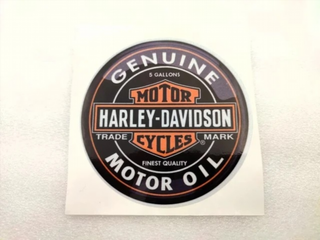 GENUINE
5 GALLONS
MOTOR
HARLEY-DAVIDSON
TRADE MARK
CYCLES ®
FINEST QUALITY
MOTOR OIL